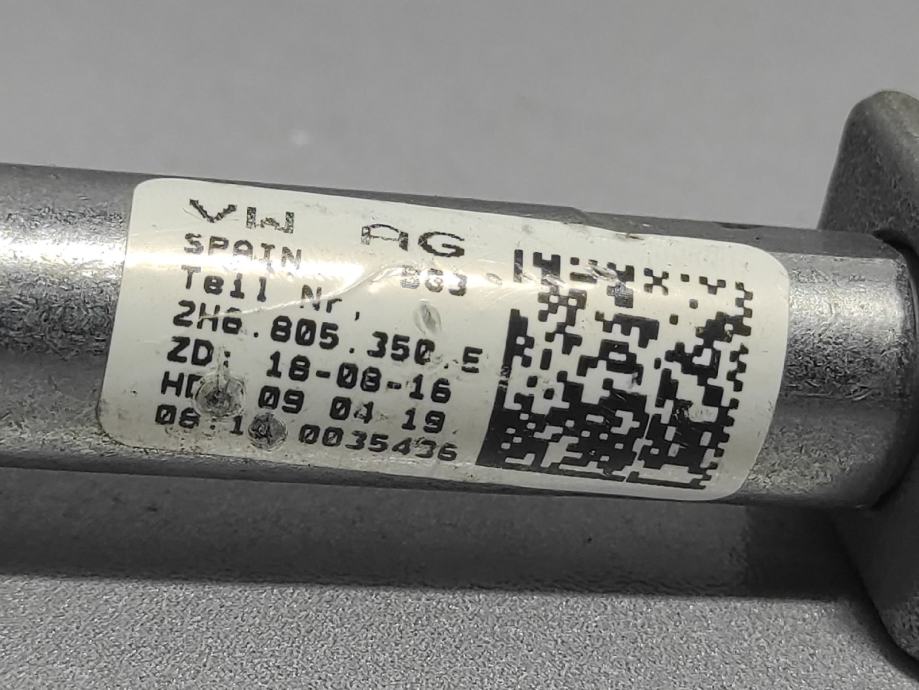 VW AG
SPAIN
Teil Nr.
805.350.E
ZD: 18-08-16
09 04 19
0035436